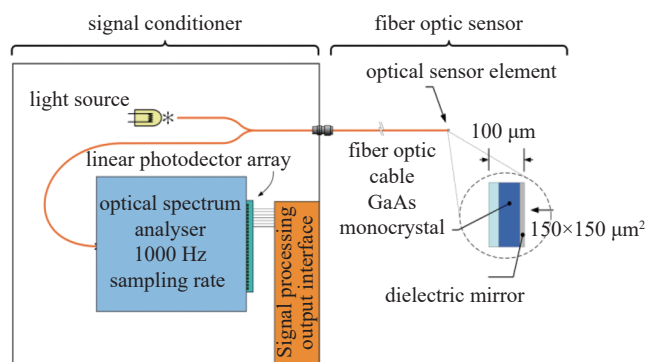 signal conditioner
fiber optic sensor
light source
optical sensor element
linear photodector array
100 μm
fiber optic
cable
GaAs
monocrystal
optical spectrum
analyser
1000 Hz
sampling rate
Signal processing
output interface
150×150 μm²
dielectric mirror